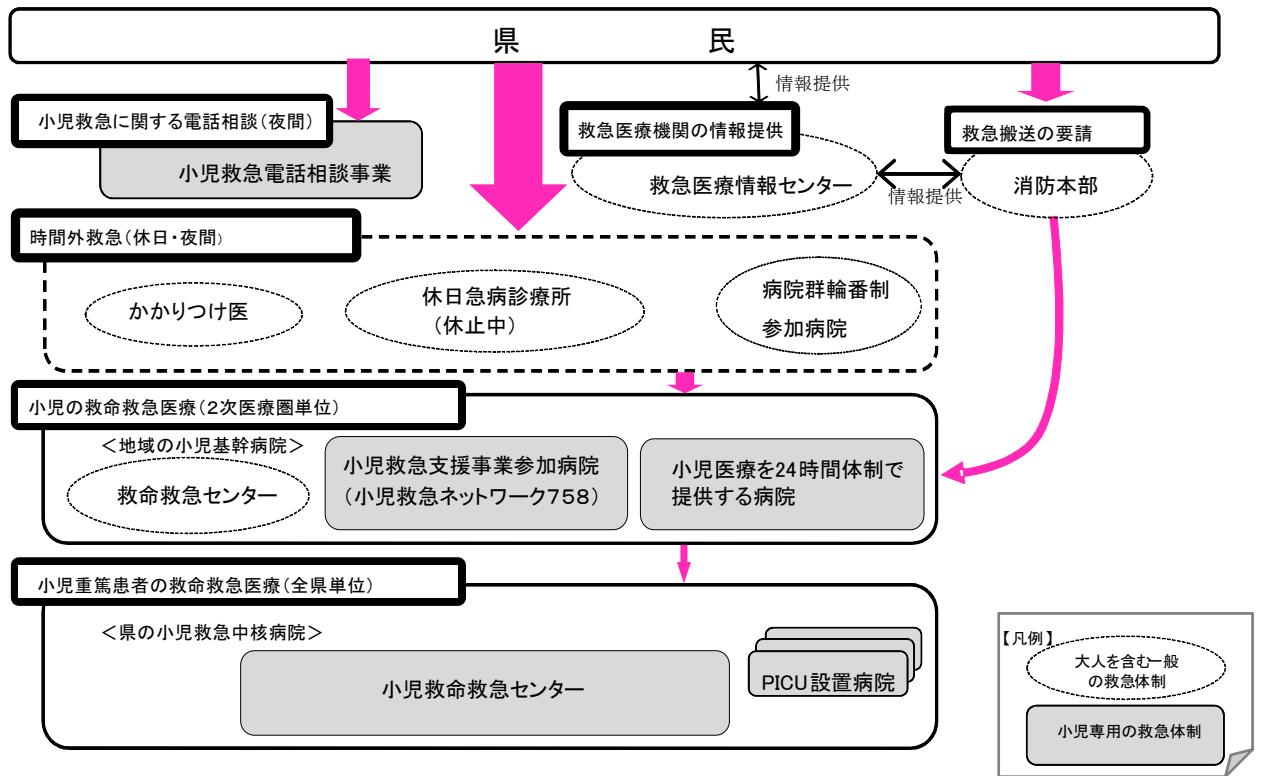 県 民
情報提供
小児救急に関する電話相談(夜間)
小児救急電話相談事業
救急医療機関の情報提供
救急医療情報センター
情報提供
救急搬送の要請
消防本部
時間外救急(休日・夜間)
かかりつけ医
休日急病診療所
(休止中)
病院群輪番制
参加病院
小児の救命救急医療(2次医療圏単位)
<地域の小児基幹病院>
救命救急センター
小児救急支援事業参加病院
(小児救急ネットワーク758)
小児医療を24時間体制で
提供する病院
小児重篤患者の救命救急医療(全県単位)
<県の小児救急中核病院>
小児救命救急センター
PICU設置病院
【凡例】
大人を含む一般
の救急体制
小児専用の救急体制